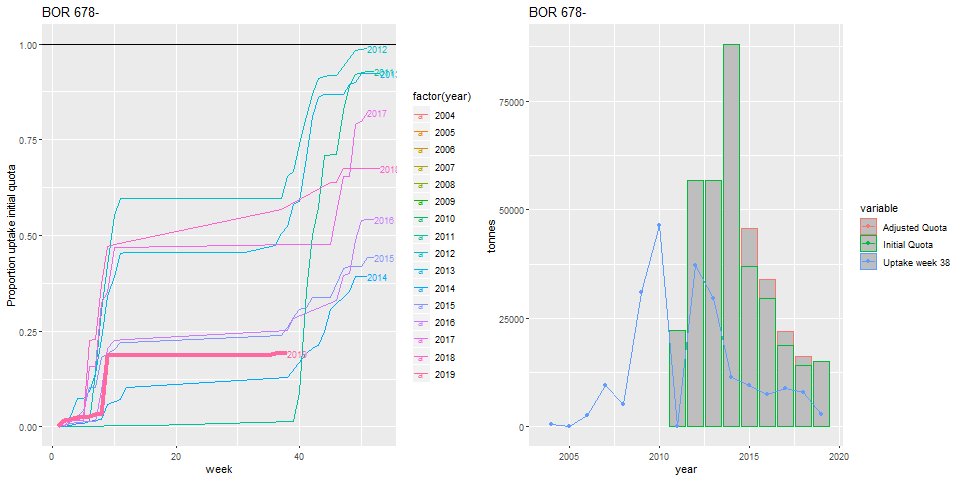 BOR 678-
Proportion uptake initial quota
1.00
0.75
0.50
0.25
0.00
0
20
40
week
2012
2011
2013
2017
2018
2016
2015
2014
2019
factor(year)
a 2004
a 2005
a 2006
a 2007
a 2008
a 2009
a 2010
a 2011
a 2012
a 2013
a 2014
a 2015
a 2016
a 2017
a 2018
a 2019
BOR 678-
tonnes
75000
50000
25000
0
2005
2010
2015
2020
year
variable
Adjusted Quota
Initial Quota
Uptake week 38